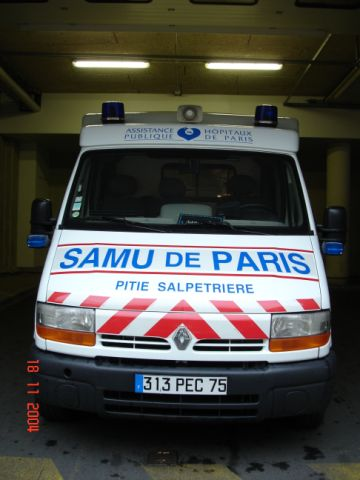 ASSISTANCE HÔPITAUX
PUBLIQUE DE PARIS
SAMU DE PARIS
PITIE SALPETRIERE
313 PEC 75
18 11 2004